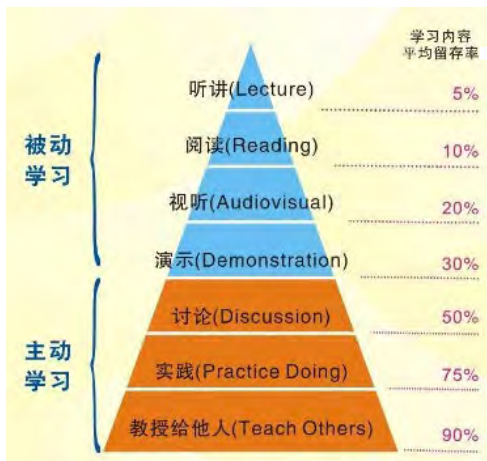 学习内容
平均留存率
听讲(Lecture)
5%
阅读(Reading)
10%
被动
学习
视听(Audiovisual)
20%
演示(Demonstration)
30%
讨论(Discussion)
50%
主动
学习
实践(Practice Doing)
75%
教授给他人(Teach Others)
90%